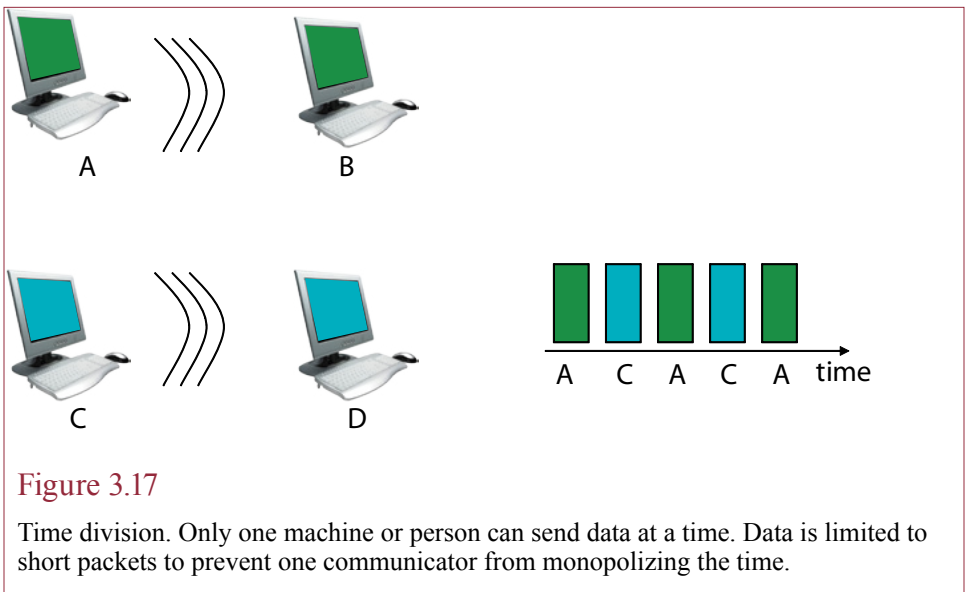 A
B
C
D
A C A C A time
Figure 3.17
Time division. Only one machine or person can send data at a time. Data is limited to
short packets to prevent one communicator from monopolizing the time.